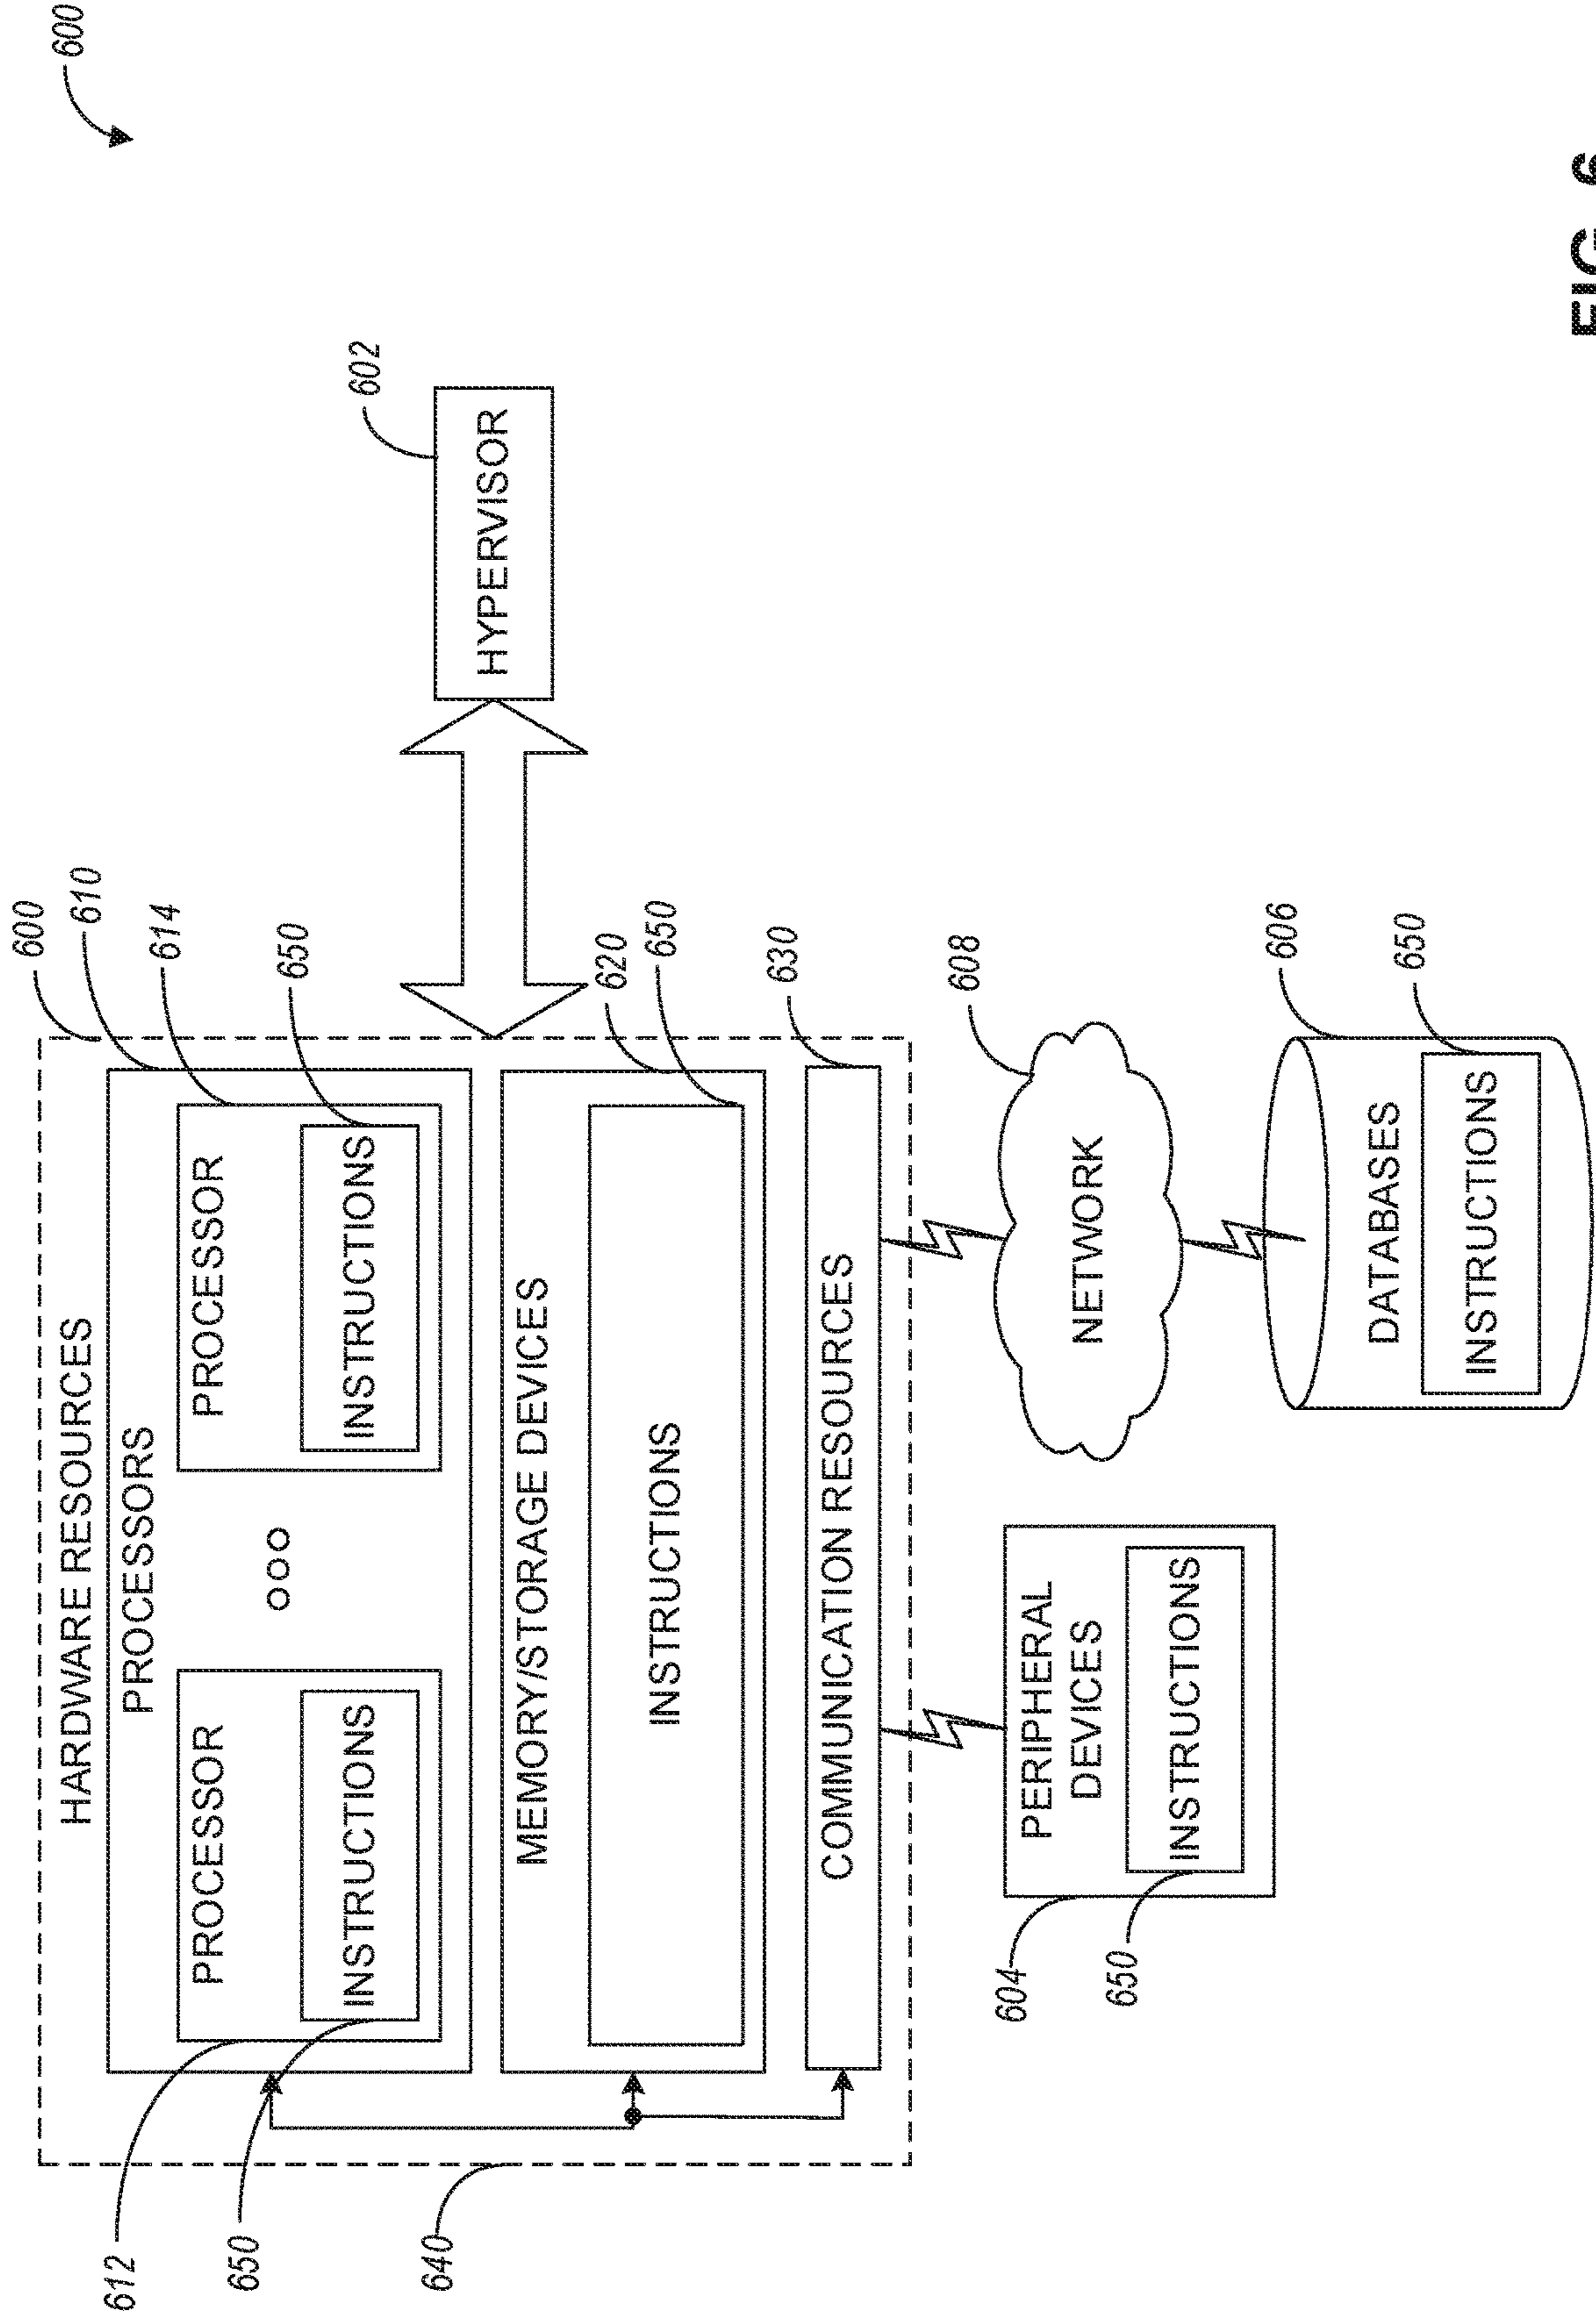 600
600
HARDWARE RESOURCES
610
PROCESSORS
614
612
PROCESSOR
PROCESSOR
650
650
INSTRUCTIONS
INSTRUCTIONS
602
HYPERVISOR
620
MEMORY/STORAGE DEVICES
650
INSTRUCTIONS
640
630
COMMUNICATION RESOURCES
604
PERIPHERAL
DEVICES
650
INSTRUCTIONS
608
NETWORK
606
DATABASES
650
INSTRUCTIONS
FIG. 6